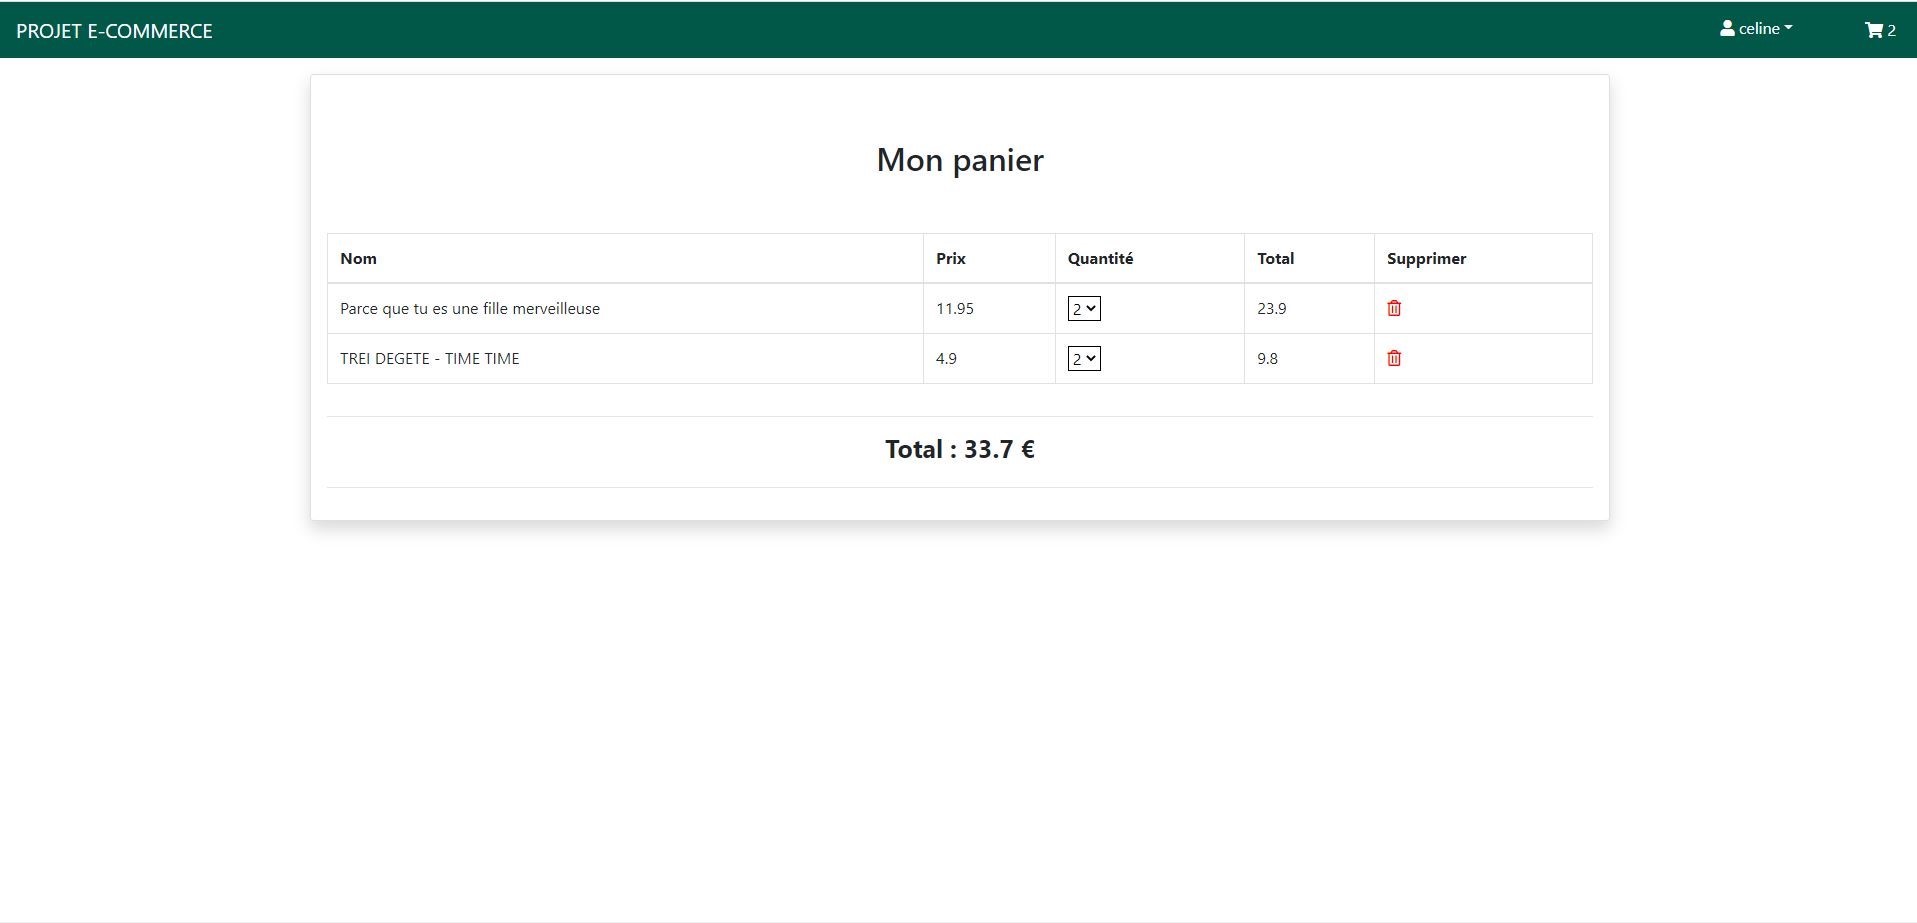 PROJET E-COMMERCE celine 2
Mon panier
Nom Prix Quantité Total Supprimer
Parce que tu es une fille merveilleuse 11.95 2 23.9
TREI DEGETE - TIME TIME 4.9 2 9.8
Total : 33.7 €